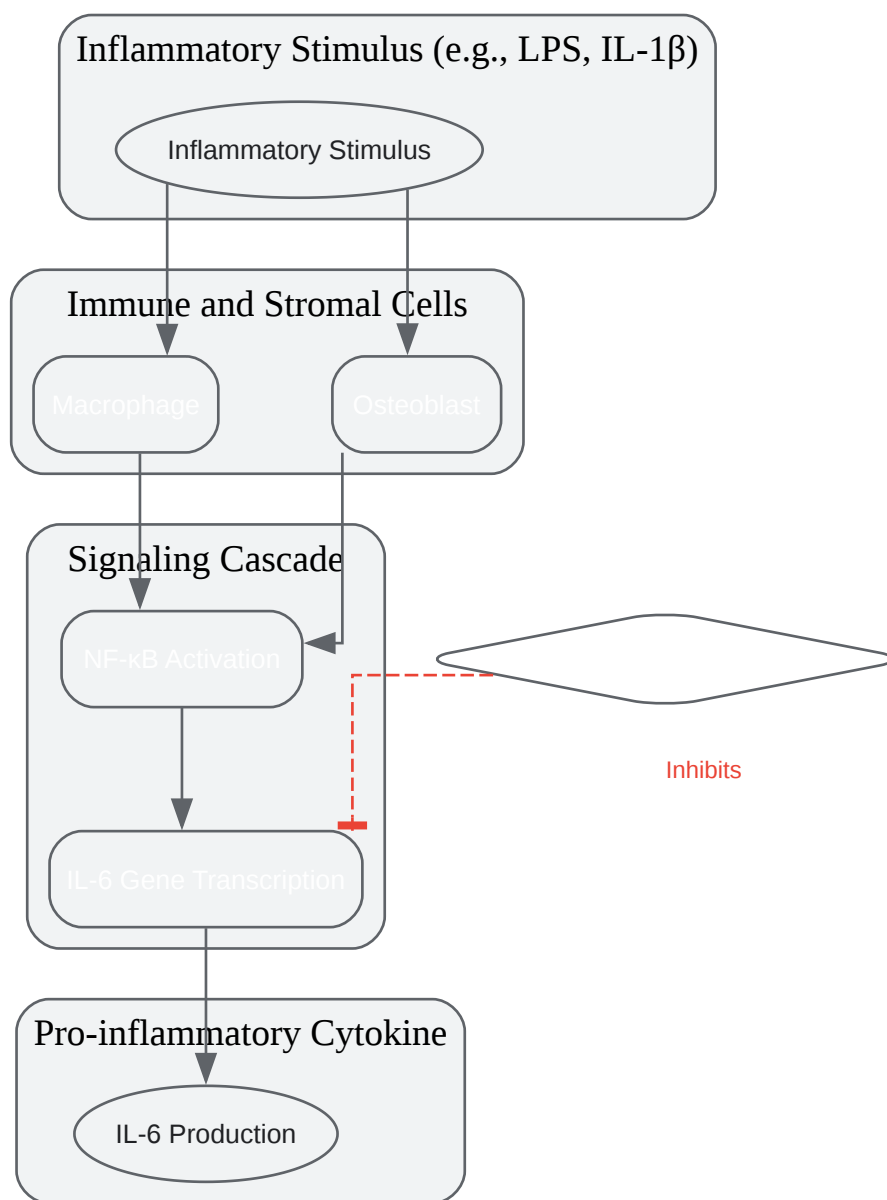 Inflammatory Stimulus (e.g., LPS, IL-1β)
Inflammatory Stimulus
Immune and Stromal Cells
Macrophage
Osteoblast
Signaling Cascade
NF-κB Activation
Inhibits
IL-6 Gene Transcription
Pro-inflammatory Cytokine
IL-6 Production